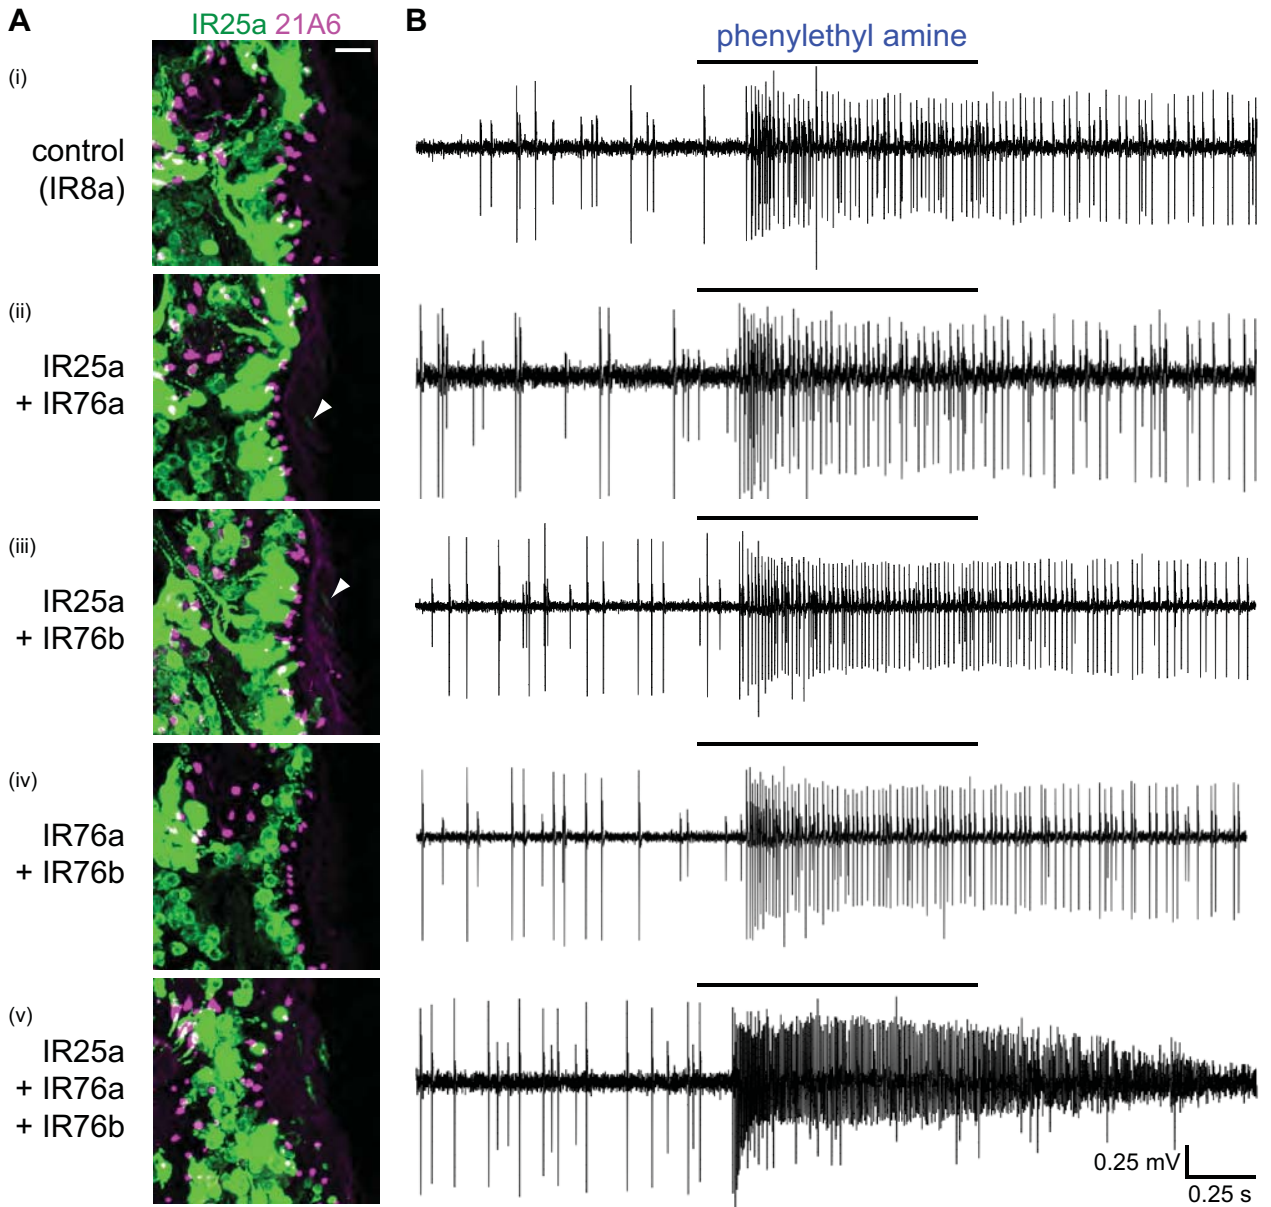 A
IR25a 21A6
B
phenylethyl amine
(i)
control
(IR8a)
(ii)
IR25a
+ IR76a
(iii)
IR25a
+ IR76b
(iv)
IR76a
+ IR76b
(v)
IR25a
+ IR76a
+ IR76b
0.25 mV
0.25 s